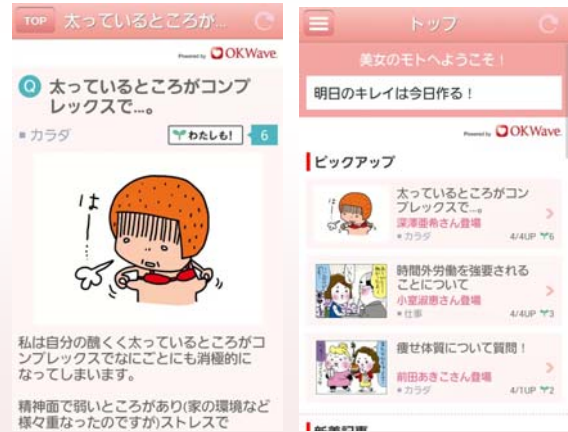 TOP 太っているところが...
Powered by OKWave
Q 太っているところがコンプ
レックスで...。
カラダ
わたしも! 6
は
ー
私は自分の醜くく太っているところがコ
ンプレックスでなにごとにも消極的に
なってしまいます。
精神面で弱いところがあり(家の環境など
様々重なったのですが)ストレスで
トップ
美女のモトへようこそ!
明日のキレイは今日作る!
Powered by OKWave
ピックアップ
太っているところがコン
プレックスで...。
深澤亜希さん登場
カラダ 4/4UP 6
時間外労働を強要される
ことについて
小室淑恵さん登場
仕事 4/4UP 3
痩せ体質について質問!
前田あきこさん登場
カラダ 4/1UP 2
新着記事